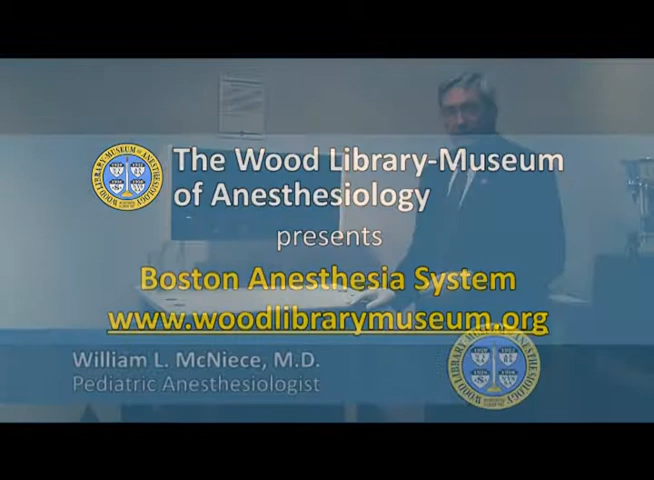 The Wood Library-Museum
of Anesthesiology
presents
Boston Anesthesia System
www.woodlibrarymuseum.org
William L. McNiece, M.D.
Pediatric Anesthesiologist